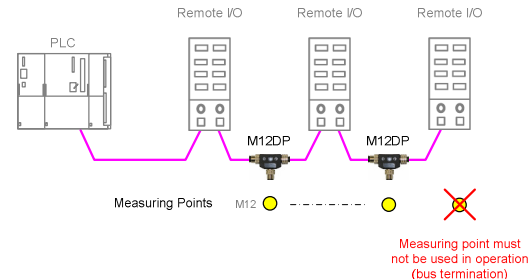 Remote I/O
Remote I/O
Remote I/O
PLC
M12DP
M12DP
Measuring Points
M12
Measuring point must
not be used in operation
(bus termination)